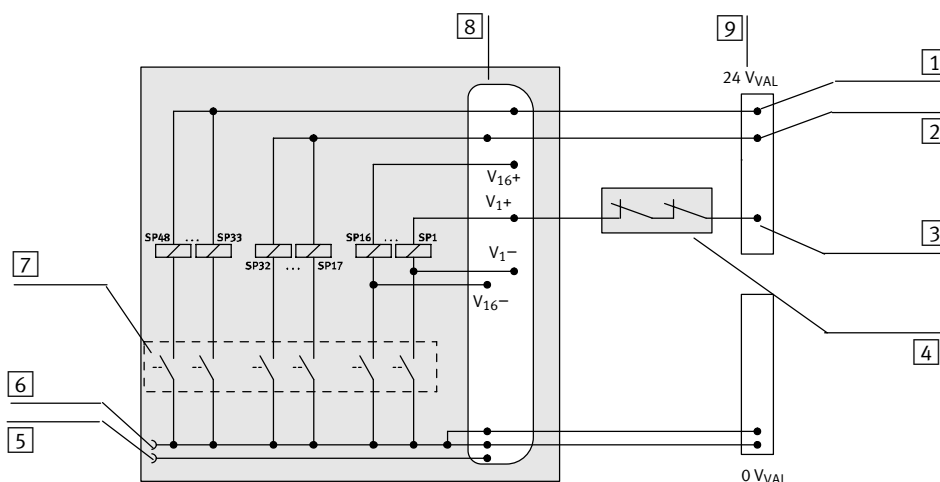 8
9
24 VVAL
1
2
V16+
V1+
SP48 ... SP33
SP16 ... SP1
SP32 ... SP17
V1–
V16–
3
7
4
6
5
0 VVAL